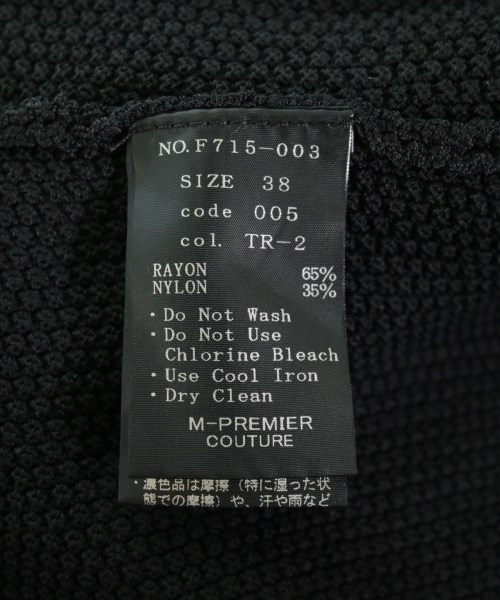 NO. F715-003
SIZE 38
code 005
col. TR-2
RAYON 65%
NYLON 35%
・Do Not Wash
・Do Not Use
Chlorine Bleach
・Use Cool Iron
・Dry Clean
M-PREMIER
COUTURE
・濃色品は摩擦（特に湿った状
態での摩擦）や、汗や雨など